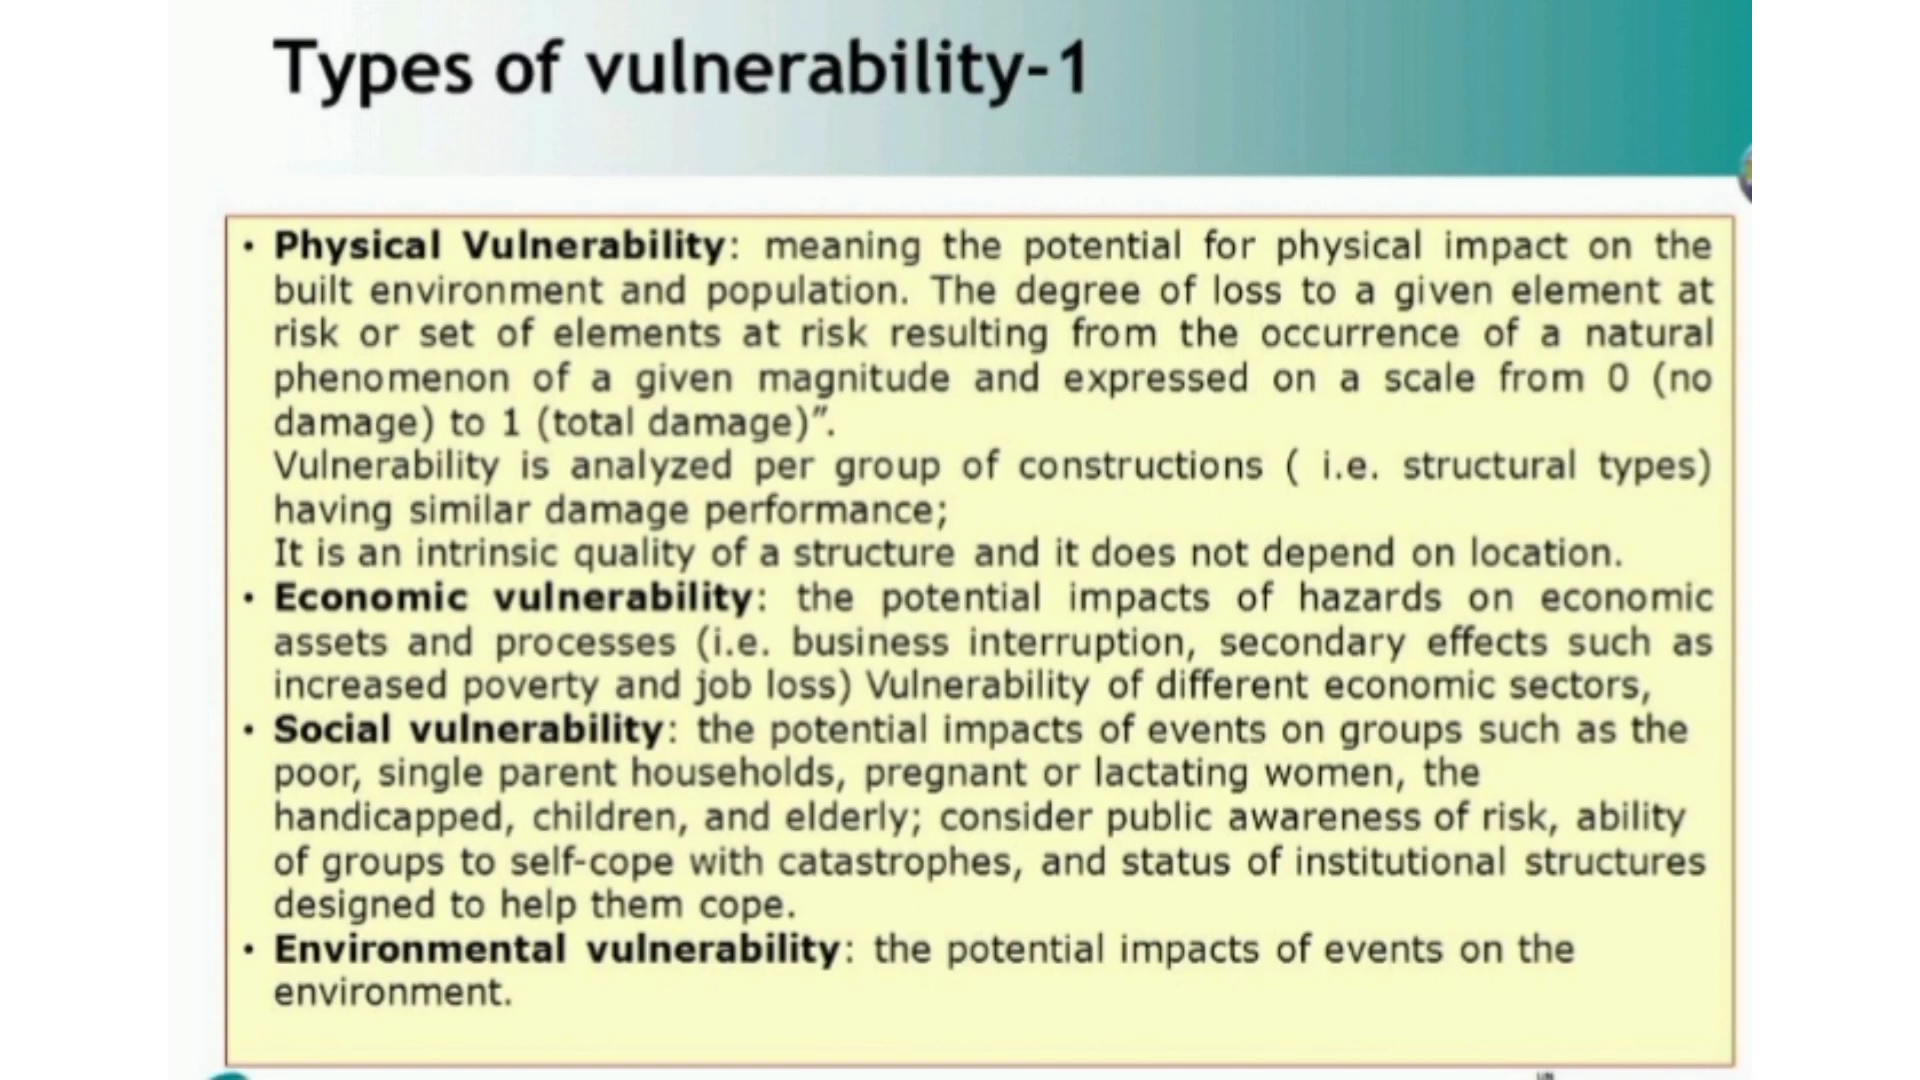 Types of vulnerability-1
• Physical Vulnerability: meaning the potential for physical impact on the
built environment and population. The degree of loss to a given element at
risk or set of elements at risk resulting from the occurrence of a natural
phenomenon of a given magnitude and expressed on a scale from 0 (no
damage) to 1 (total damage)”.
Vulnerability is analyzed per group of constructions ( i.e. structural types)
having similar damage performance;
It is an intrinsic quality of a structure and it does not depend on location.
• Economic vulnerability: the potential impacts of hazards on economic
assets and processes (i.e. business interruption, secondary effects such as
increased poverty and job loss) Vulnerability of different economic sectors,
• Social vulnerability: the potential impacts of events on groups such as the
poor, single parent households, pregnant or lactating women, the
handicapped, children, and elderly; consider public awareness of risk, ability
of groups to self-cope with catastrophes, and status of institutional structures
designed to help them cope.
• Environmental vulnerability: the potential impacts of events on the
environment.